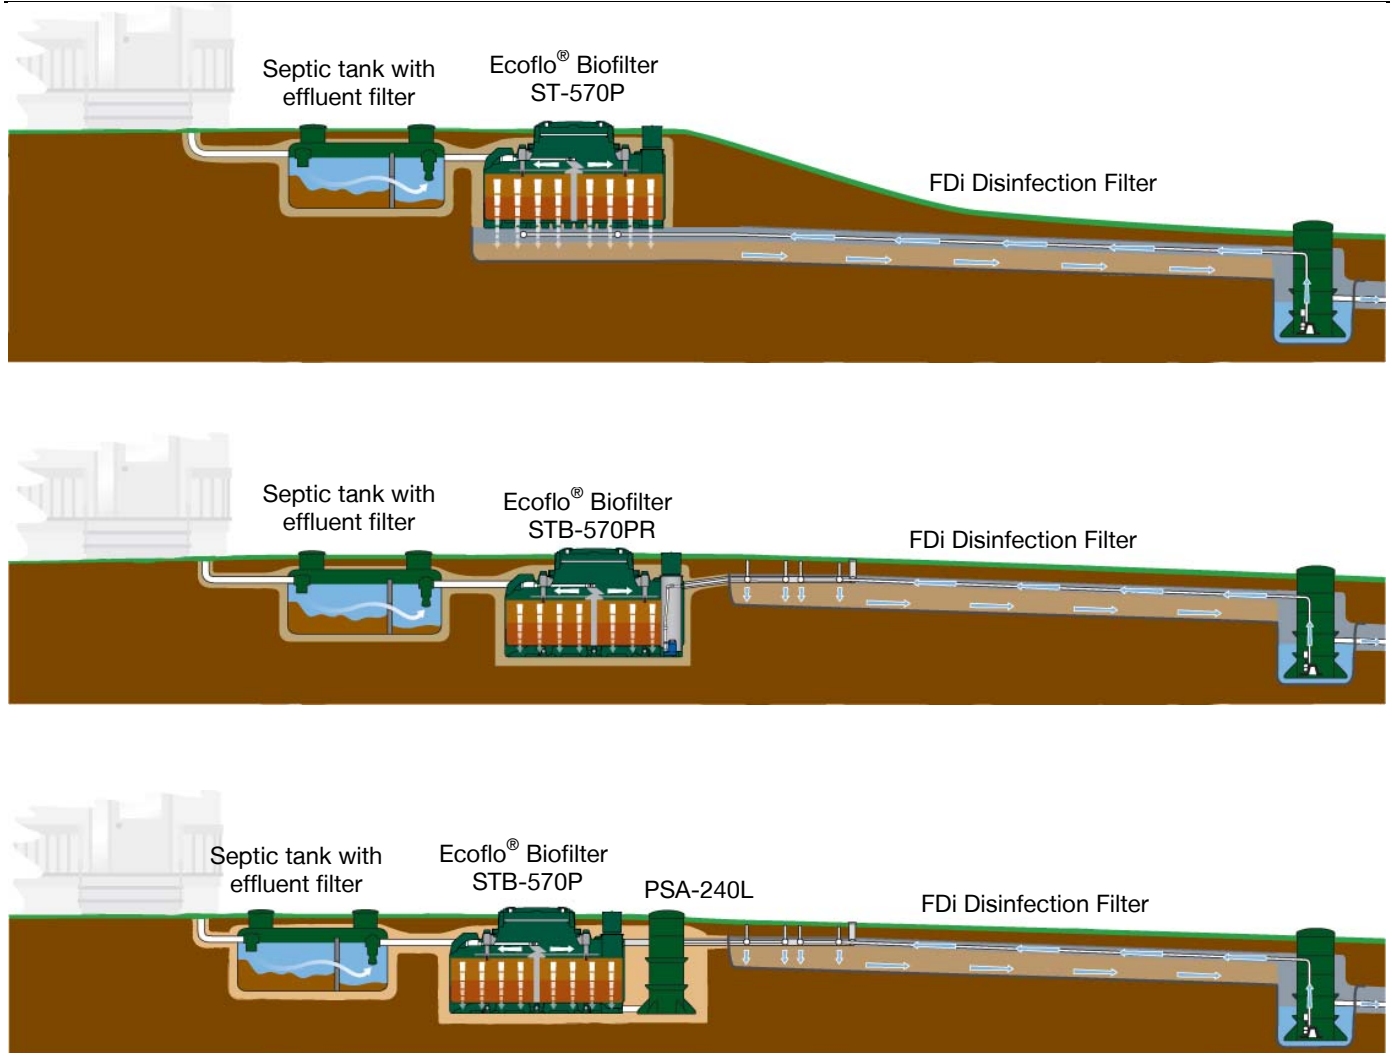 Septic tank with
effluent filter
Ecoflo® Biofilter
ST-570P
FDi Disinfection Filter
Septic tank with
effluent filter
Ecoflo® Biofilter
STB-570PR
FDi Disinfection Filter
Septic tank with
effluent filter
Ecoflo® Biofilter
STB-570P
PSA-240L
FDi Disinfection Filter